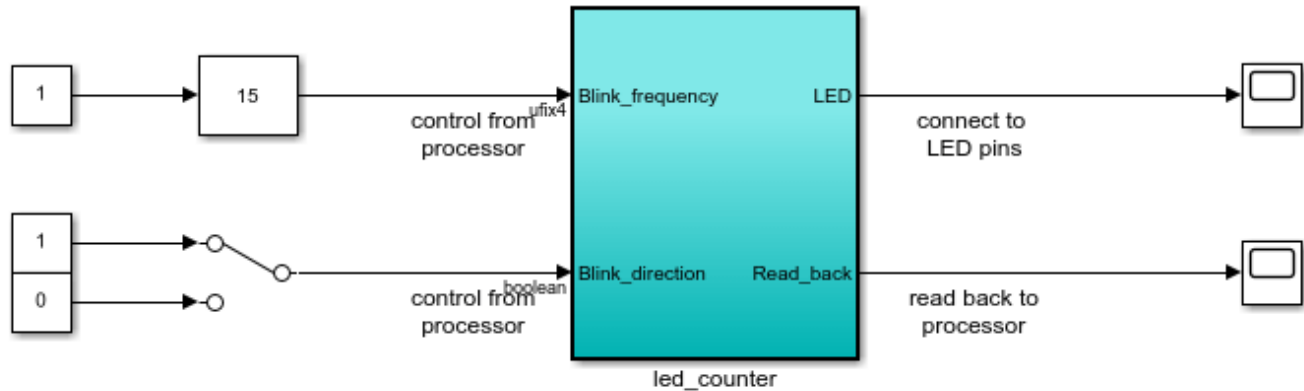 1
15
control from
processor
ufix4
Blink_frequency
LED
connect to
LED pins
1
0
control from
processor
boolean
Blink_direction
Read_back
read back to
processor
led_counter